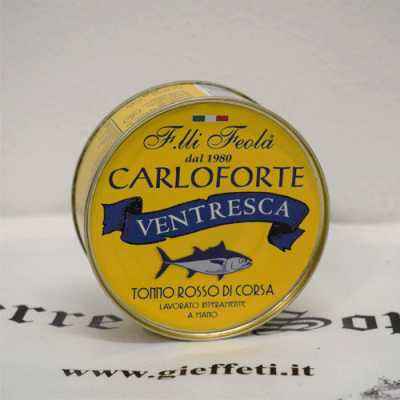 F.lli Feola
dal 1980
CARLOFORTE
VENTRESCA
TONNO ROSSO DI CORSA
LAVORATO INTERAMENTE
A MANO
www.gieffeti.it